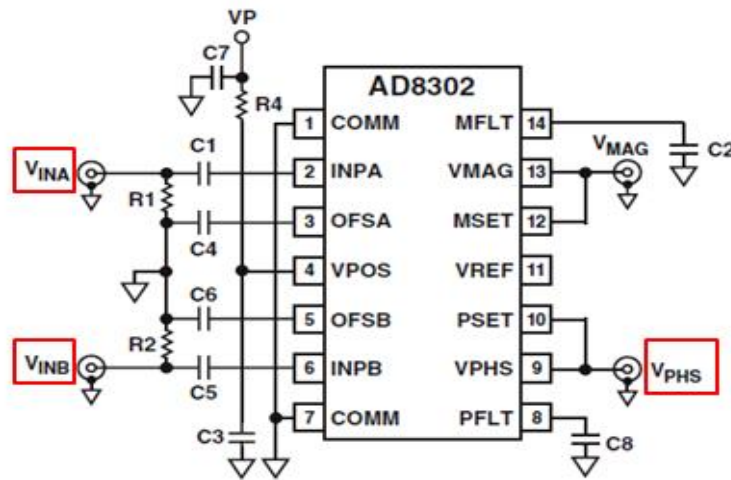 VP
C7
R4
AD8302
1 COMM MFLT 14
VMAG
C2
VINA
C1
2 INPA VMAG 13
R1
3 OFSA MSET 12
C4
4 VPOS VREF 11
C6
5 OFSB PSET 10
R2
VINB
6 INPB VPHS 9
VPHS
C5
7 COMM PFLT 8
C3
C8